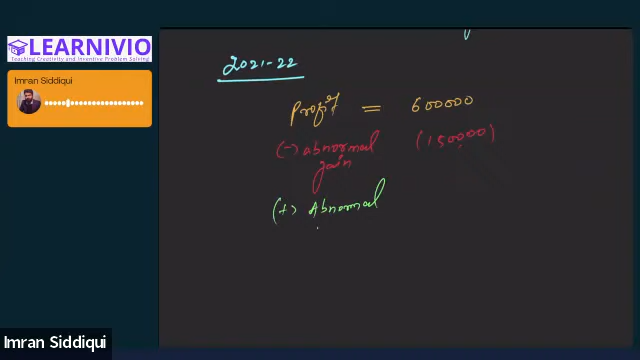 LEARNIVIO
Teaching Creativity and Inventive Problem Solving
Imran Siddiqui
2021-22
Profit = 600000
(-) abnormal gain (150000)
(+) Abnormal
Imran Siddiqui